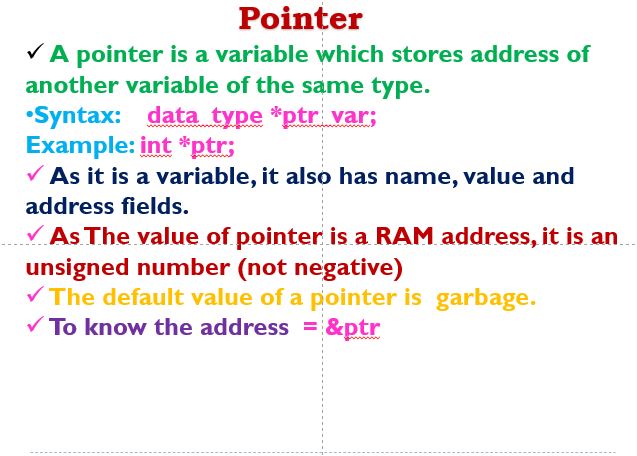 Pointer
✓ A pointer is a variable which stores address of
another variable of the same type.
•Syntax: data_type *ptr_var;
Example: int *ptr;
✓ As it is a variable, it also has name, value and
address fields.
✓ As The value of pointer is a RAM address, it is an
unsigned number (not negative)
✓ The default value of a pointer is garbage.
✓ To know the address = &ptr